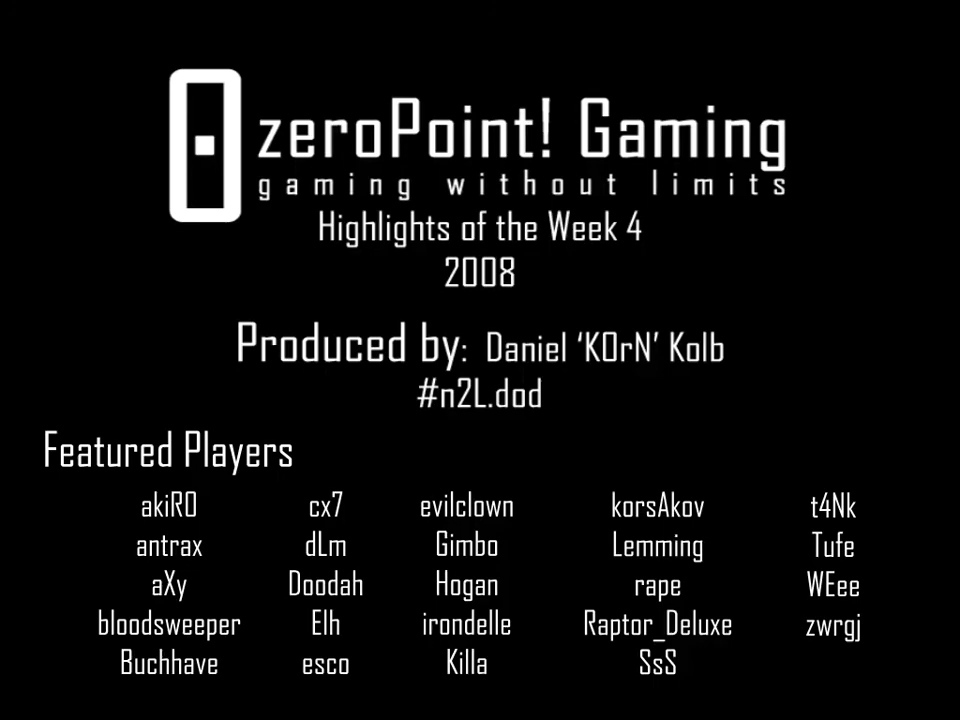 zeroPoint! Gaming
gaming without limits
Highlights of the Week 4
2008
Produced by: Daniel ‘K0rN’ Kolb
#n2L.dod
Featured Players
akiR0 cx7 evilclown korsAkov t4Nk
antrax dLm Gimbo Lemming Tufe
aXy Doodah Hogan rape WEee
bloodsweeper Elh irondelle Raptor_Deluxe zwrgj
Buchhave esco Killa SsS